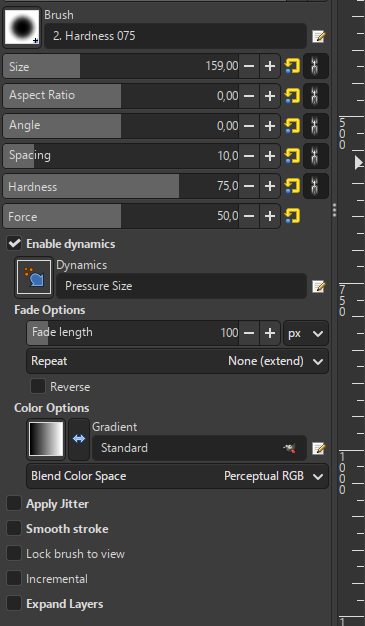 Brush
2. Hardness 075
Size 159,00
Aspect Ratio 0,00
Angle 0,00
Spacing 10,0
Hardness 75,0
Force 50,0
Enable dynamics
Dynamics
Pressure Size
Fade Options
Fade length 100 px
Repeat None (extend)
Reverse
Color Options
Gradient
Standard
Blend Color Space Perceptual RGB
Apply Jitter
Smooth stroke
Lock brush to view
Incremental
Expand Layers
500
750
1000
1